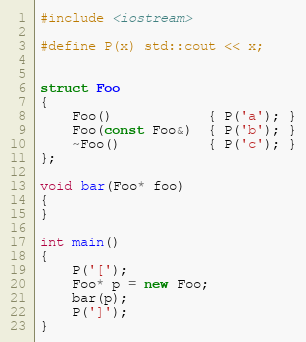 1 #include <iostream>
2
3 #define P(x) std::cout << x;
4
5
6 struct Foo
7 {
8     Foo()            { P('a'); }
9     Foo(const Foo&)  { P('b'); }
10     ~Foo()           { P('c'); }
11 };
12
13 void bar(Foo* foo)
14 {
15 }
16
17 int main()
18 {
19     P('[');
20     Foo* p = new Foo;
21     bar(p);
22     P(']');
23 }